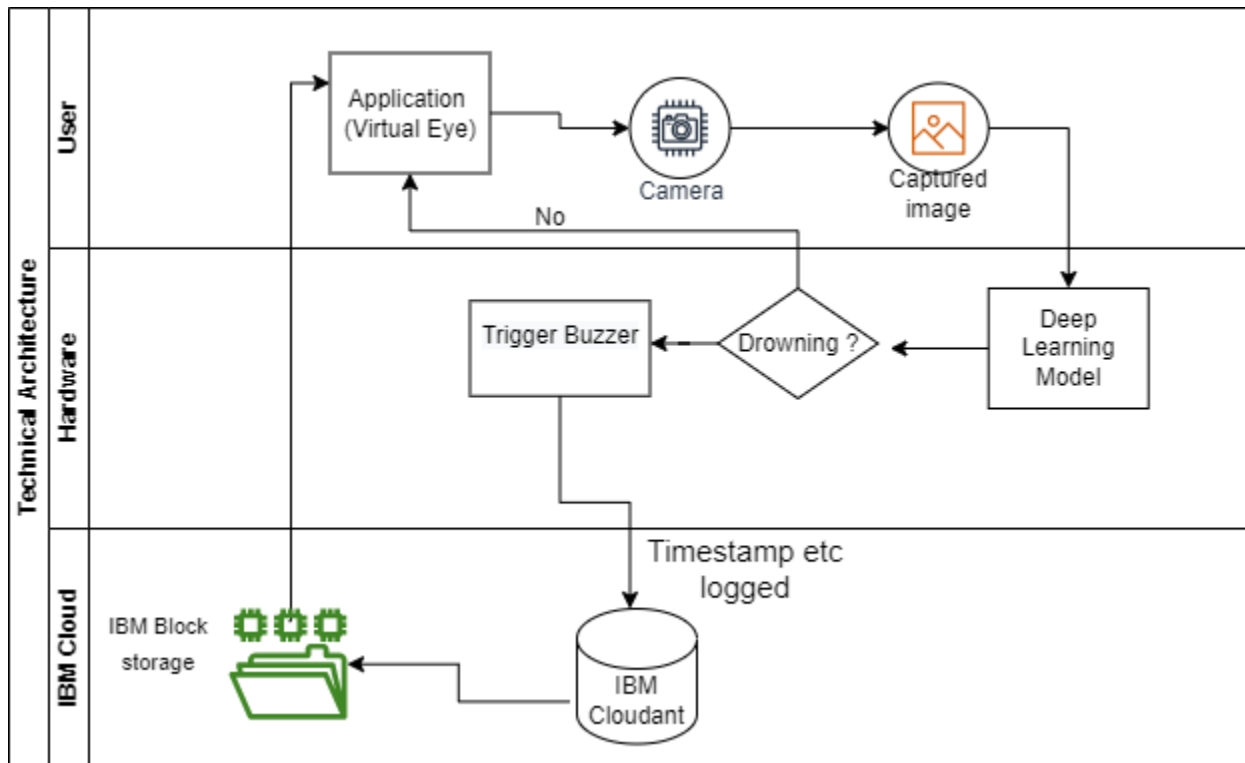 Technical Architecture
User
Application
(Virtual Eye)
Camera
Captured
image
No
Hardware
Trigger Buzzer
Drowning ?
Deep
Learning
Model
IBM Cloud
Timestamp etc
logged
IBM Block
storage
IBM
Cloudant